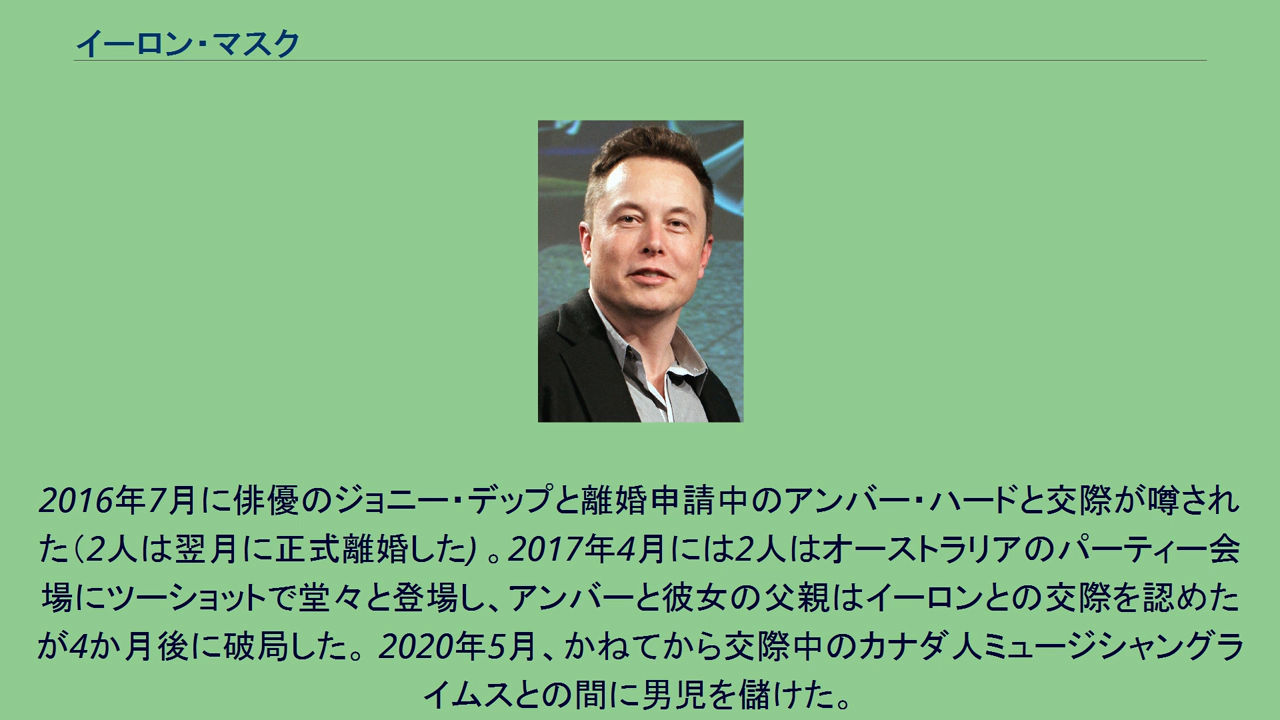 イーロン・マスク
2016年7月に俳優のジョニー・デップと離婚申請中のアンバー・ハードと交際が噂され
た（2人は翌月に正式離婚した) 。2017年4月には2人はオーストラリアのパーティー会
場にツーショットで堂々と登場し、アンバーと彼女の父親はイーロンとの交際を認めた
が4か月後に破局した。 2020年5月、かねてから交際中のカナダ人ミュージシャングラ
イムスとの間に男児を儲けた。